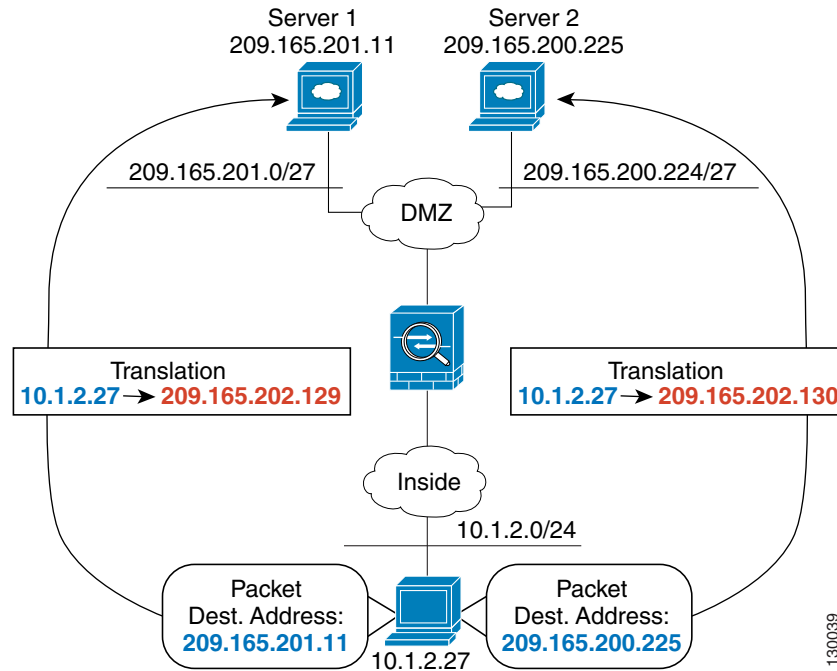 Server 1
209.165.201.11
Server 2
209.165.200.225
209.165.201.0/27
209.165.200.224/27
DMZ
Translation
10.1.2.27 → 209.165.202.129
Translation
10.1.2.27 → 209.165.202.130
Inside
10.1.2.0/24
Packet
Dest. Address:
209.165.201.11
Packet
Dest. Address:
209.165.200.225
10.1.2.27
130039